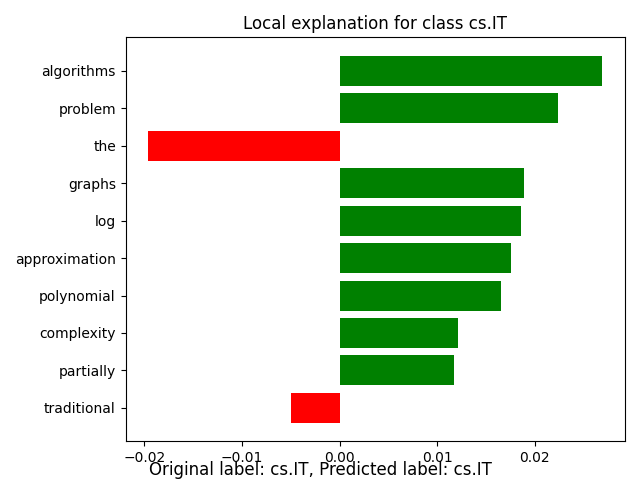 Local explanation for class cs.IT
algorithms
problem
the
graphs
log
approximation
polynomial
complexity
partially
traditional
−0.02 −0.01 0.00 0.01 0.02
Original label: cs.IT, Predicted label: cs.IT